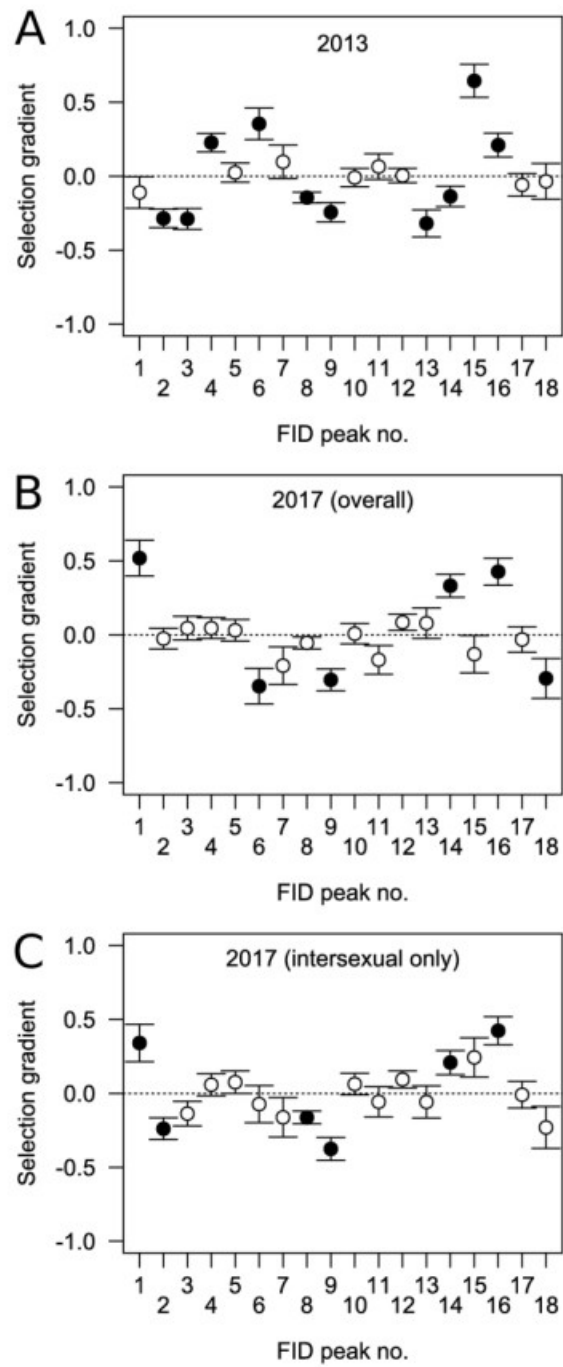 A
2013
Selection gradient
1.0
0.5
0.0
-0.5
-1.0
1 3 5 7 9 11 13 15 17
2 4 6 8 10 12 14 16 18
FID peak no.
B
2017 (overall)
Selection gradient
1.0
0.5
0.0
-0.5
-1.0
1 3 5 7 9 11 13 15 17
2 4 6 8 10 12 14 16 18
FID peak no.
C
2017 (intersexual only)
Selection gradient
1.0
0.5
0.0
-0.5
-1.0
1 3 5 7 9 11 13 15 17
2 4 6 8 10 12 14 16 18
FID peak no.